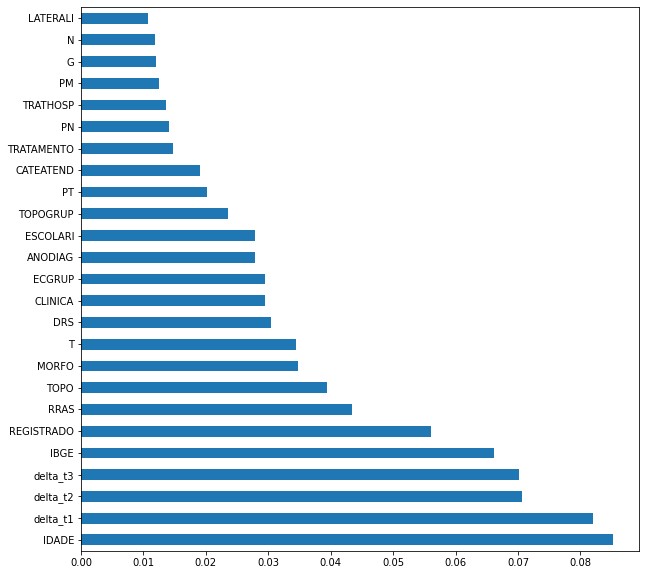 LATERALI
N
G
PM
TRATHOSP
PN
TRATAMENTO
CATEATEND
PT
TOPOGRUP
ESCOLARI
ANODIAG
ECGRUP
CLINICA
DRS
T
MORFO
TOPO
RRAS
REGISTRADO
IBGE
delta_t3
delta_t2
delta_t1
IDADE
0.00 0.01 0.02 0.03 0.04 0.05 0.06 0.07 0.08